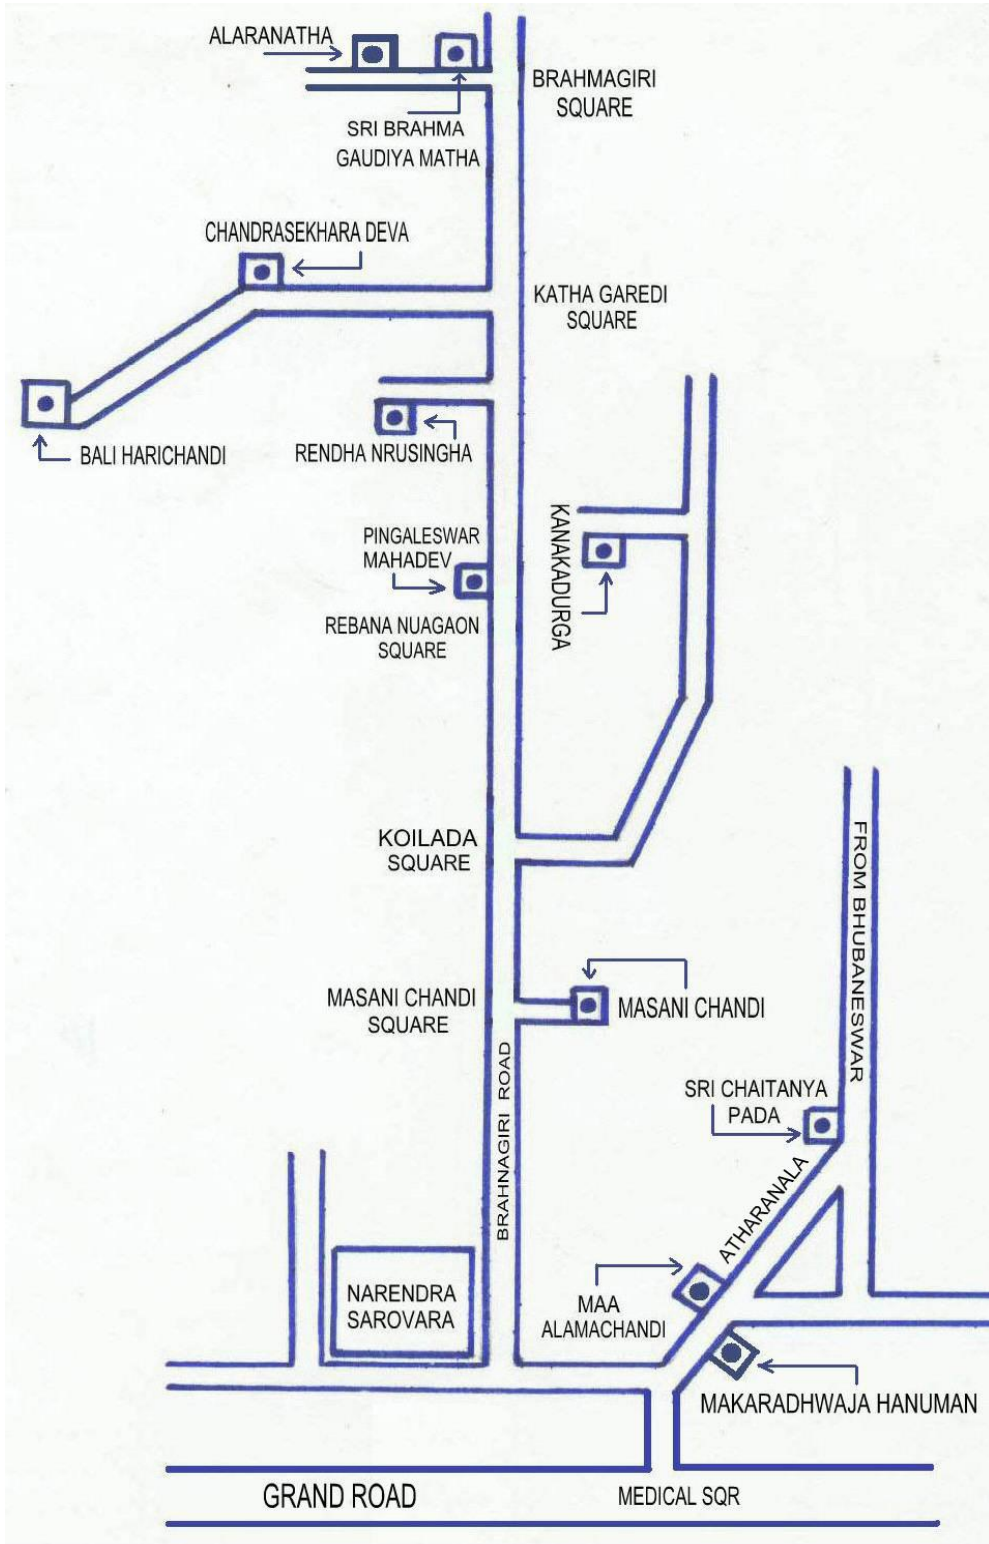 ALARANATHA
BRAHMAGIRI
SQUARE
SRI BRAHMA
GAUDIYA MATHA
CHANDRASEKHARA DEVA
KATHA GAREDI
SQUARE
BALI HARICHANDI
RENDHA NRUSINGHA
KANAKADURGA
PINGALESWAR
MAHADEV
REBANA NUAGAON
SQUARE
KOILADA
SQUARE
FROM BHUBANESWAR
MASANI CHANDI
SQUARE
MASANI CHANDI
BRAHNAGIRI ROAD
SRI CHAITANYA
PADA
ATHARANALA
NARENDRA
SAROVARA
MAA
ALAMACHANDI
MAKARADHWAJA HANUMAN
GRAND ROAD
MEDICAL SQR